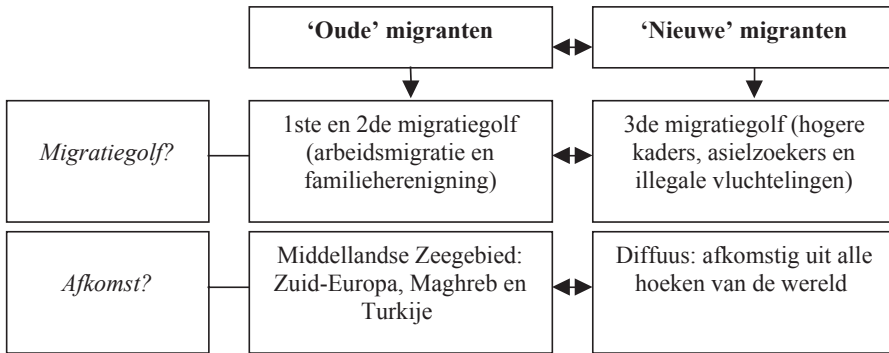 ‘Oude’ migranten
‘Nieuwe’ migranten
Migratiegolf?
1ste en 2de migratiegolf
(arbeidsmigratie en
familieherenigning)
3de migratiegolf (hogere
kaders, asielzoekers en
illegale vluchtelingen)
Afkomst?
Middellandse Zeegebied:
Zuid-Europa, Maghreb en
Turkije
Diffuus: afkomstig uit alle
hoeken van de wereld